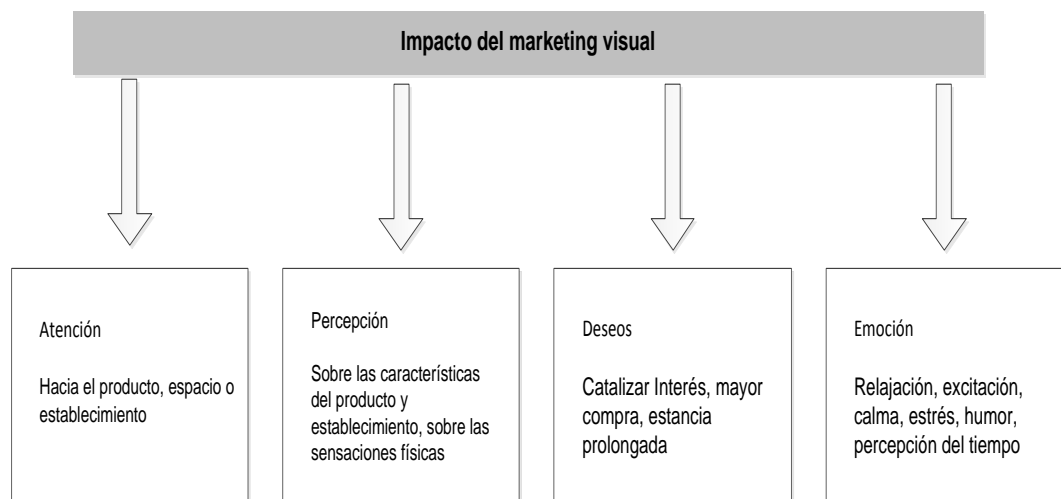 Impacto del marketing visual
Atención
Hacia el producto, espacio o
establecimiento
Percepción
Sobre las características
del producto y
establecimiento, sobre las
sensaciones físicas
Deseos
Catalizar Interés, mayor
compra, estancia
prolongada
Emoción
Relajación, excitación,
calma, estrés, humor,
percepción del tiempo